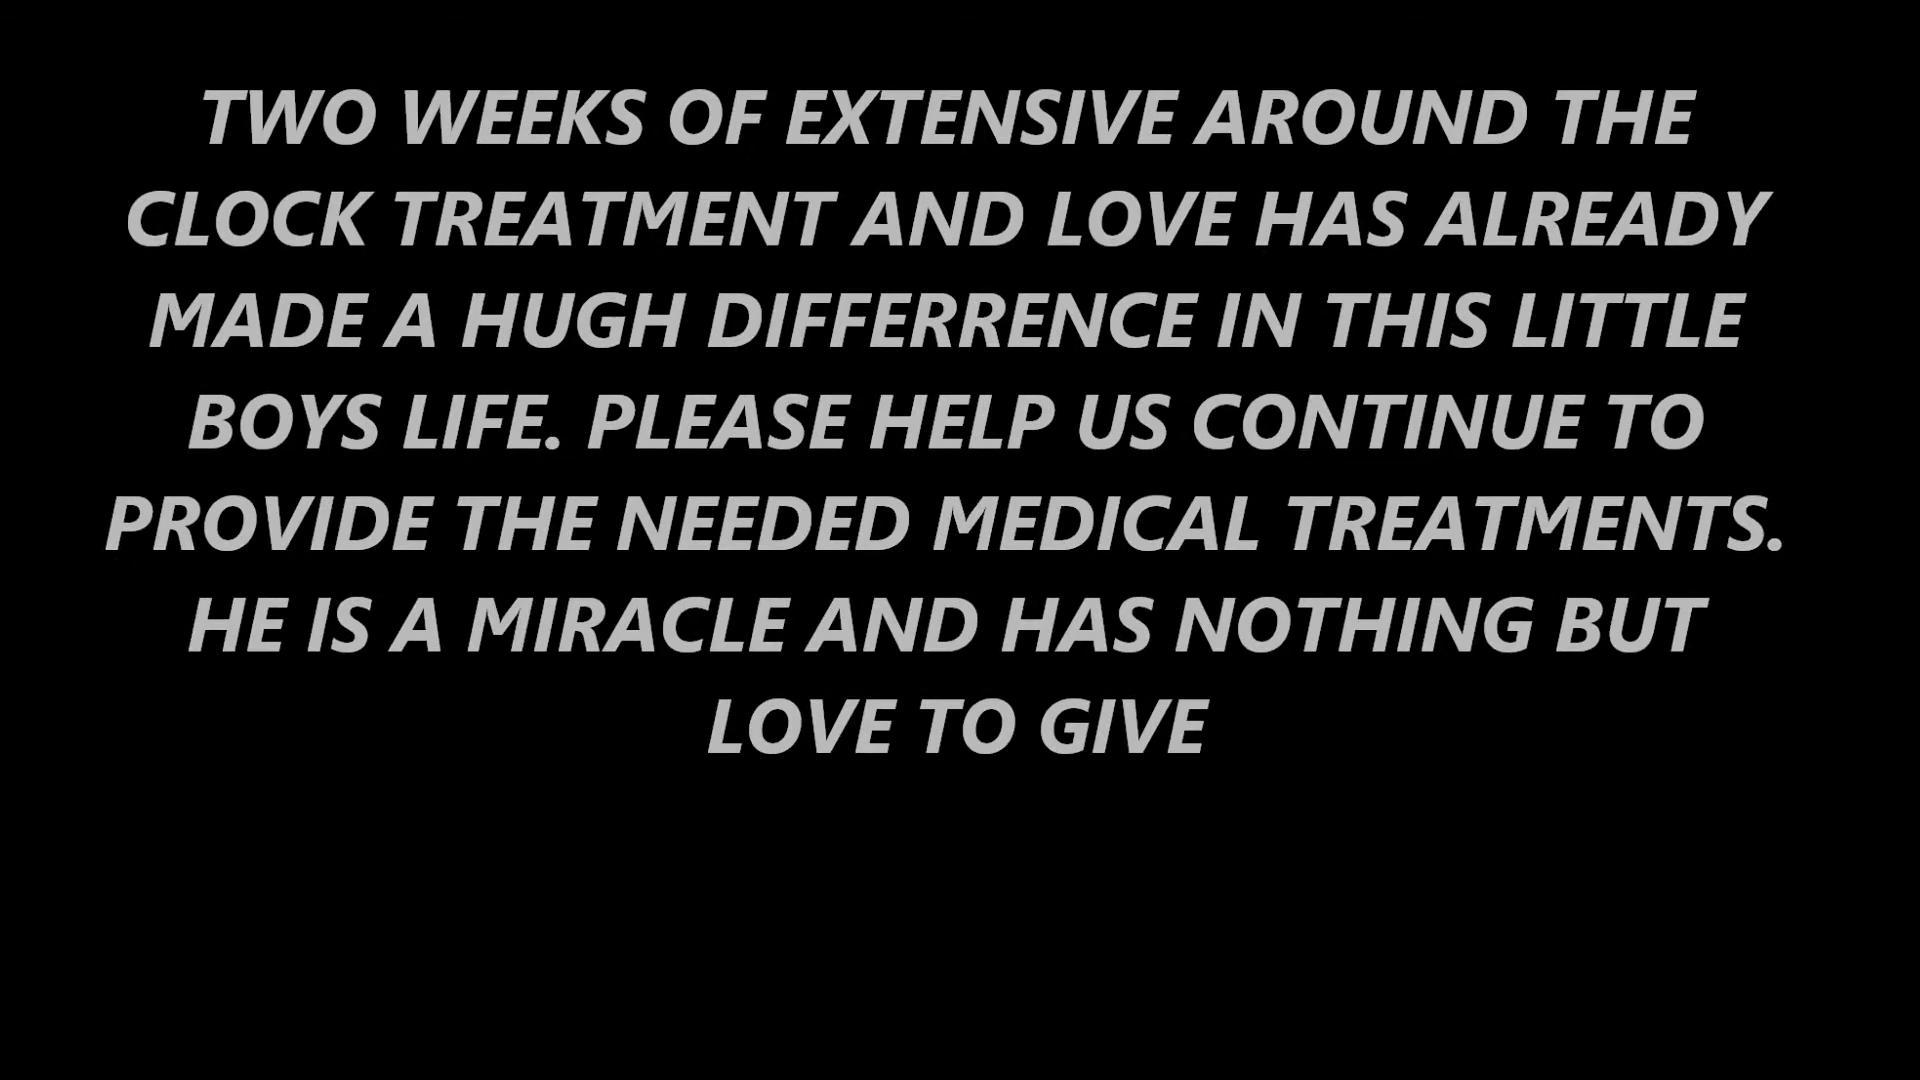 TWO WEEKS OF EXTENSIVE AROUND THE
CLOCK TREATMENT AND LOVE HAS ALREADY
MADE A HUGH DIFFERRENCE IN THIS LITTLE
BOYS LIFE. PLEASE HELP US CONTINUE TO
PROVIDE THE NEEDED MEDICAL TREATMENTS.
HE IS A MIRACLE AND HAS NOTHING BUT
LOVE TO GIVE